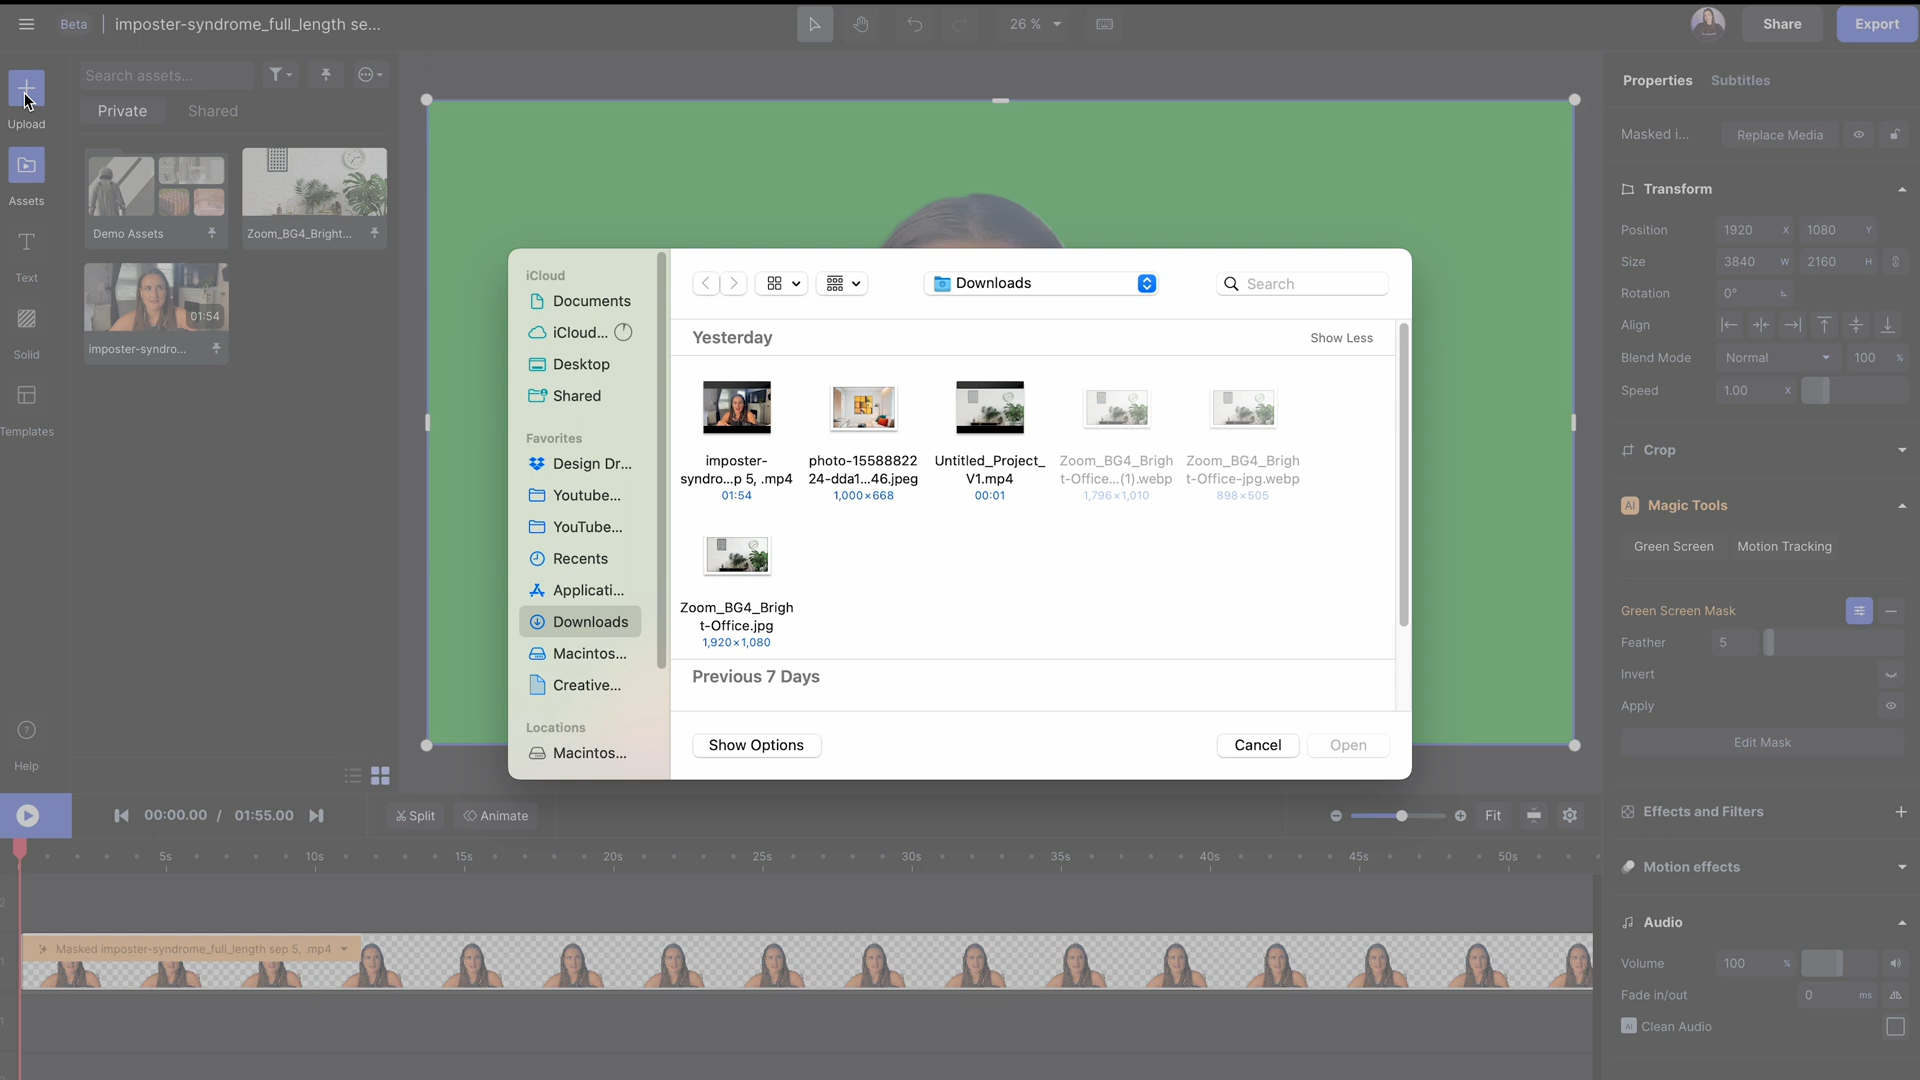 Beta
imposter-syndrome_full_length se...
26 %
Share
Export
Upload
Assets
Text
Solid
Templates
Help
Search assets...
Private
Shared
Demo Assets
Zoom_BG4_Bright...
01:54
imposter-syndro...
iCloud
Documents
iCloud...
Desktop
Shared
Favorites
Design Dr...
Youtube...
YouTube...
Recents
Applicati...
Downloads
Macintos...
Creative...
Locations
Macintos...
Downloads
Search
Yesterday
Show Less
imposter-
syndro...p 5, .mp4
01:54
photo-15588822
24-dda1...46.jpeg
1,000×668
Untitled_Project_
V1.mp4
00:01
Zoom_BG4_Brigh
t-Office...(1).webp
1,796×1,010
Zoom_BG4_Brigh
t-Office-jpg.webp
898×505
Zoom_BG4_Brigh
t-Office.jpg
1,920×1,080
Previous 7 Days
Show Options
Cancel
Open
Properties
Subtitles
Masked i...
Replace Media
Transform
Position
1920 X
1080 Y
Size
3840 W
2160 H
Rotation
0°
Align
Blend Mode
Normal
100 %
Speed
1.00 X
Crop
AI Magic Tools
Green Screen
Motion Tracking
Green Screen Mask
Feather
5
Invert
Apply
Edit Mask
Effects and Filters
Motion effects
Audio
Volume
100 %
Fade in/out
0 ms
AI Clean Audio
00:00.00 / 01:55.00
Split
Animate
Fit
5s
10s
15s
20s
25s
30s
35s
40s
45s
50s
2
Masked imposter-syndrome_full_length sep 5, .mp4
1
1